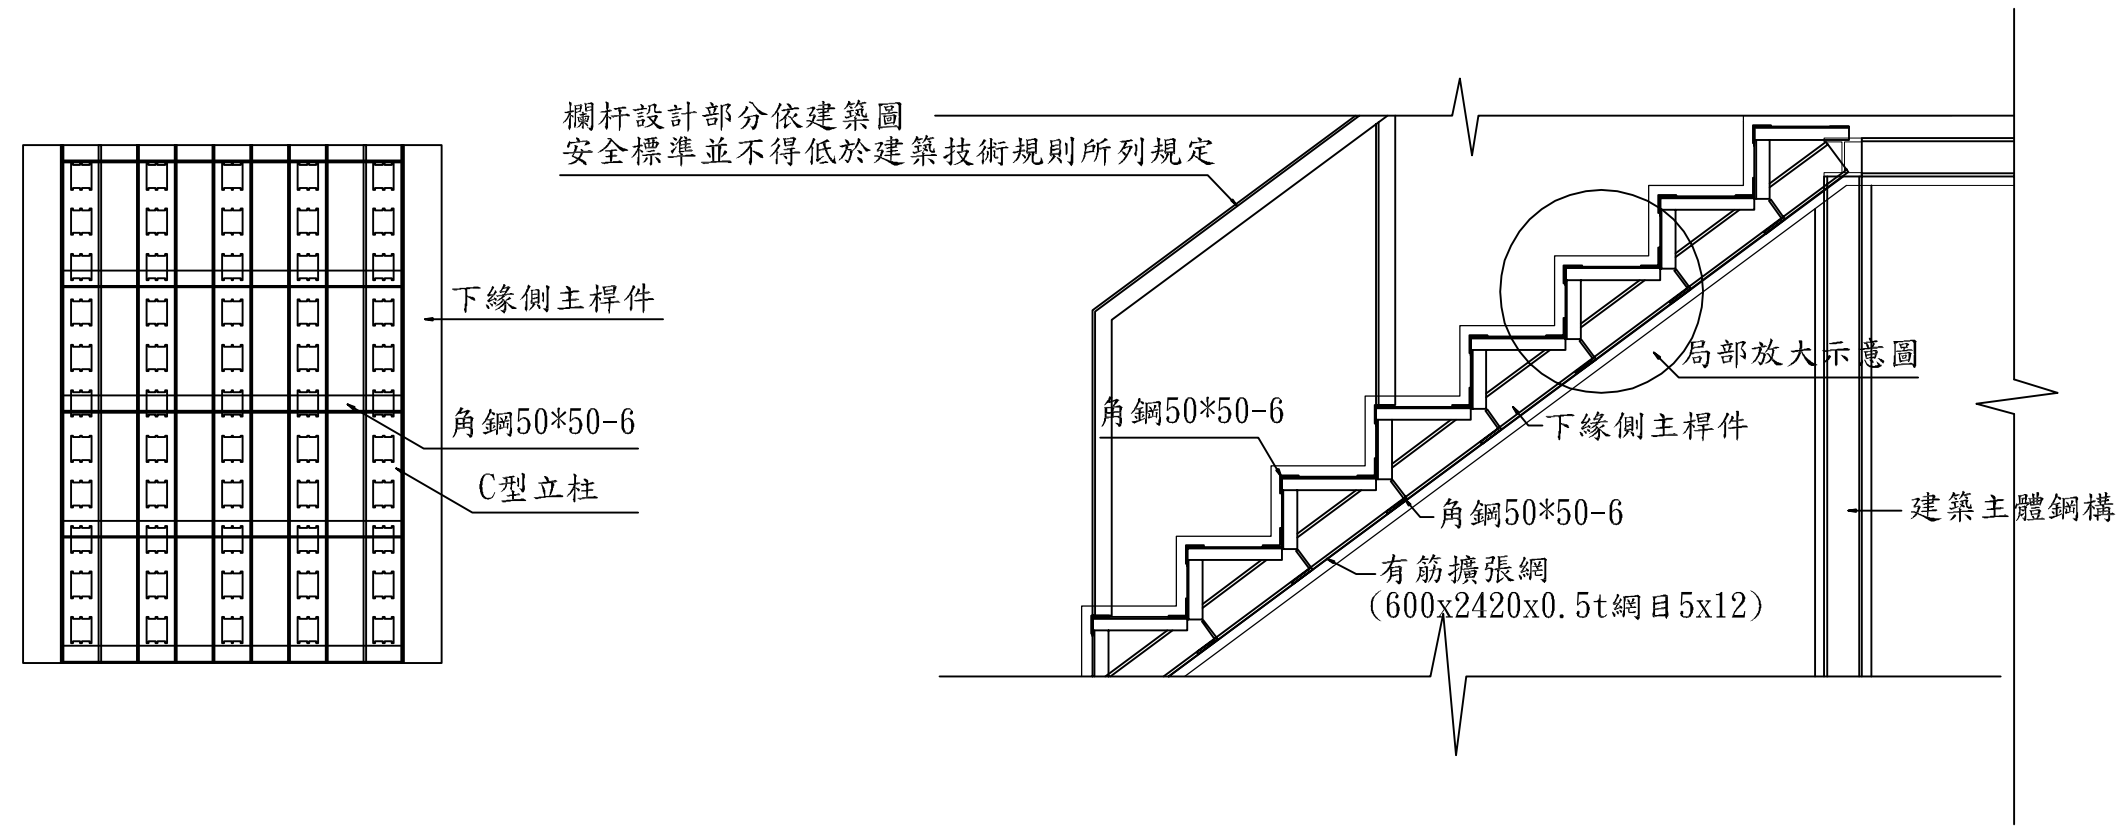 欄杆設計部分依建築圖
安全標準並不得低於建築技術規則所列規定
下緣側主桿件
角鋼50*50-6
C型立柱
局部放大示意圖
角鋼50*50-6
下緣側主桿件
角鋼50*50-6
建築主體鋼構
有筋擴張網
(600x2420x0.5t網目5x12)